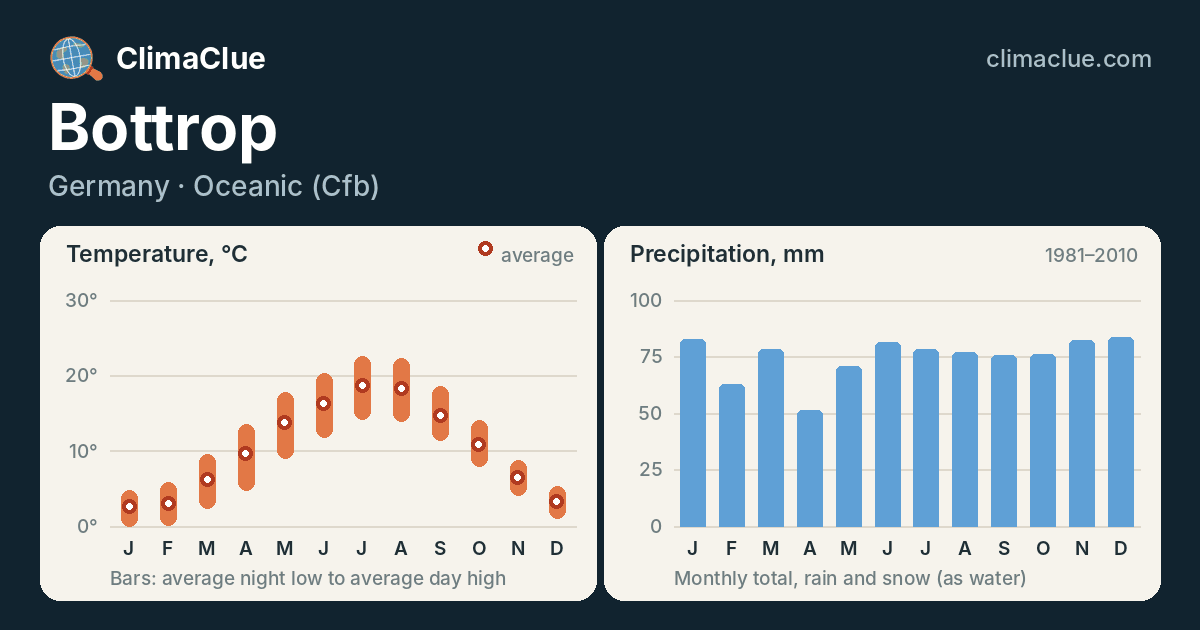 ClimaClue
climaclue.com
Bottrop
Germany · Oceanic (Cfb)
Temperature, °C
average
30°
20°
10°
0°
J F M A M J J A S O N D
Bars: average night low to average day high
Precipitation, mm
1981–2010
100
75
50
25
0
J F M A M J J A S O N D
Monthly total, rain and snow (as water)